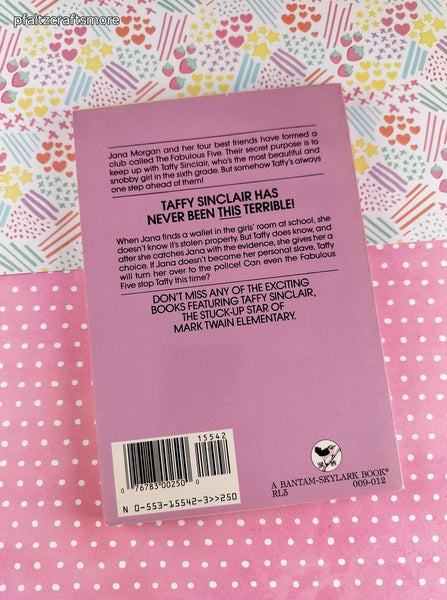 pfaltzcraftsmore
Jana Morgan and her four best friends have formed a
club called The Fabulous Five. Their secret purpose is to
keep up with Taffy Sinclair, who's the most beautiful and
snobby girl in the sixth grade. But somehow Taffy's always
one step ahead of them!
TAFFY SINCLAIR HAS
NEVER BEEN THIS TERRIBLE!
When Jana finds a wallet in the girls' room at school, she
doesn't know it's stolen property. But Taffy does know, and
after she catches Jana with the evidence, she gives her a
choice. If Jana doesn't become her personal slave, Taffy
will turn her over to the police! Can even the Fabulous
Five stop Taffy this time?
DON'T MISS ANY OF THE EXCITING
BOOKS FEATURING TAFFY SINCLAIR,
THE STUCK-UP STAR OF
MARK TWAIN ELEMENTARY.
15542
0 76783 00250 0
N 0-553-15542-3>>250
A BANTAM-SKYLARK BOOK®
RL5 009-012